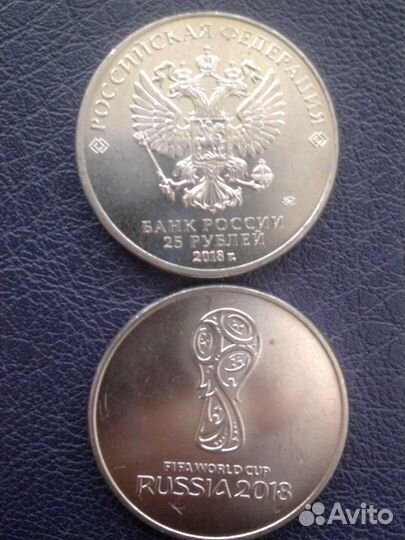 РОССИЙСКАЯ ФЕДЕРАЦИЯ
БАНК РОССИИ
25 РУБЛЕЙ
2018 г.
FIFA WORLD CUP
RUSSIA 2018
Avito